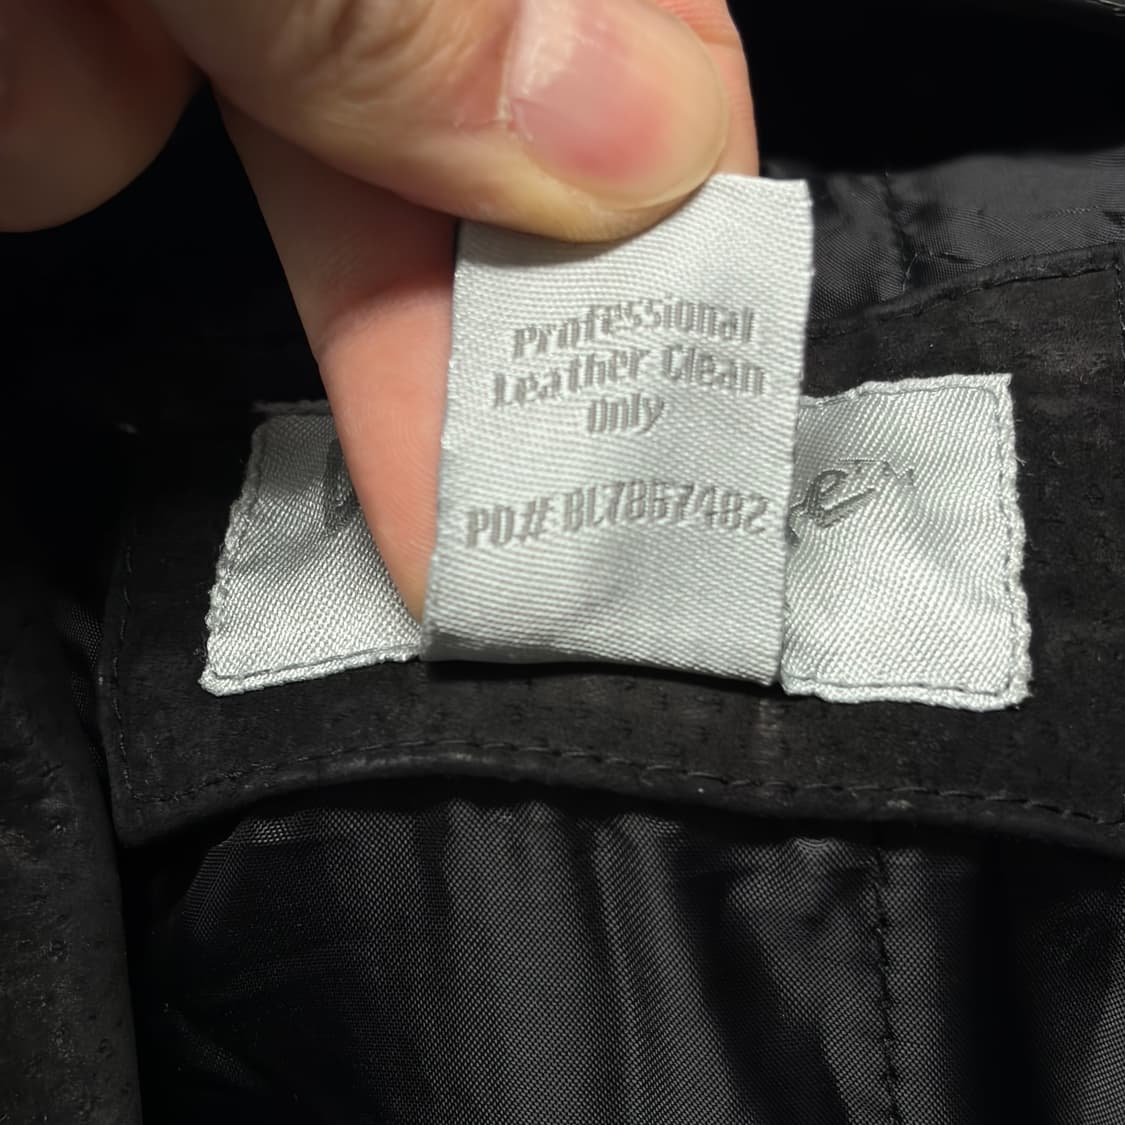 Professional
Leather Clean
Only
PO# BL7867482